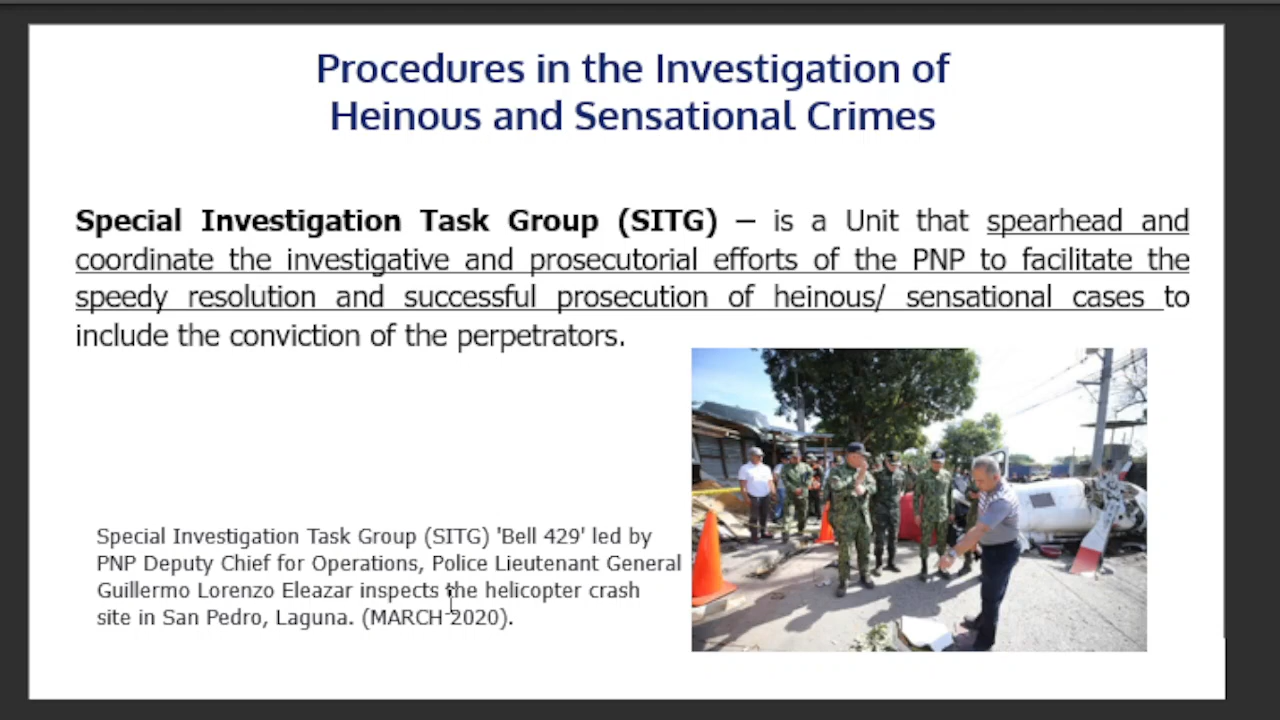 Procedures in the Investigation of
Heinous and Sensational Crimes
Special Investigation Task Group (SITG) – is a Unit that spearhead and
coordinate the investigative and prosecutorial efforts of the PNP to facilitate the
speedy resolution and successful prosecution of heinous/ sensational cases to
include the conviction of the perpetrators.
Special Investigation Task Group (SITG) 'Bell 429' led by
PNP Deputy Chief for Operations, Police Lieutenant General
Guillermo Lorenzo Eleazar inspects the helicopter crash
site in San Pedro, Laguna. (MARCH 2020).